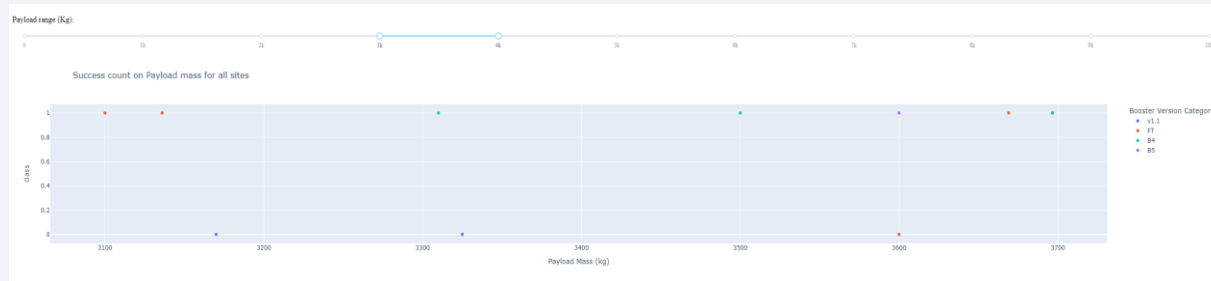 Payload range (Kg):
0 1k 2k 3k 4k 5k 6k 7k 8k 9k
Success count on Payload mass for all sites
Booster Version Categor
v1.1
FT
B4
B5
class
1
0.8
0.6
0.4
0.2
0
3100 3200 3300 3400 3500 3600 3700
Payload Mass (kg)